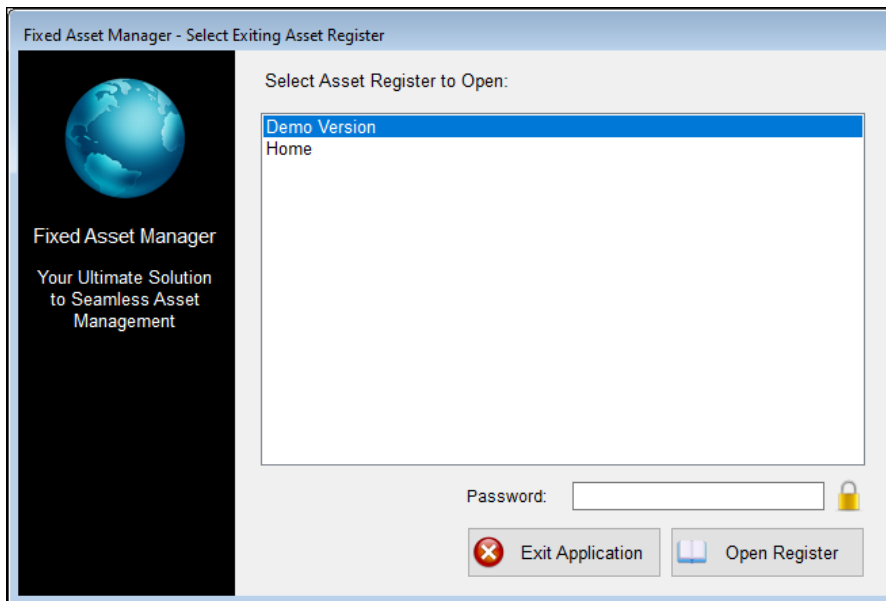 Fixed Asset Manager - Select Exiting Asset Register
Select Asset Register to Open:
Demo Version
Home
Fixed Asset Manager
Your Ultimate Solution
to Seamless Asset
Management
Password:
Exit Application
Open Register